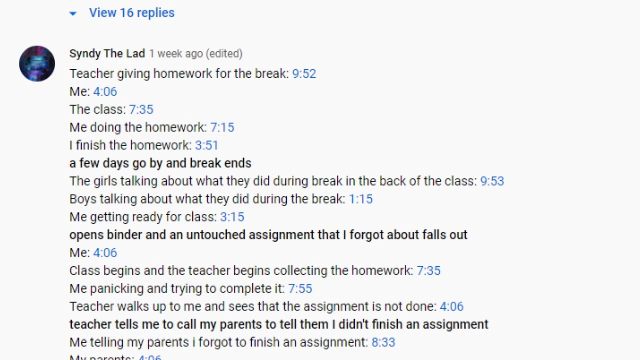 View 16 replies
Syndy The Lad 1 week ago (edited)
Teacher giving homework for the break: 9:52
Me: 4:06
The class: 7:35
Me doing the homework: 7:15
I finish the homework: 3:51
a few days go by and break ends
The girls talking about what they did during break in the back of the class: 9:53
Boys talking about what they did during the break: 1:15
Me getting ready for class: 3:15
opens binder and an untouched assignment that I forgot about falls out
Me: 4:06
Class begins and the teacher begins collecting the homework: 7:35
Me panicking and trying to complete it: 7:55
Teacher walks up to me and sees that the assignment is not done: 4:06
teacher tells me to call my parents to tell them I didn't finish an assignment
Me telling my parents i forgot to finish an assignment: 8:33
My parents: 4:06